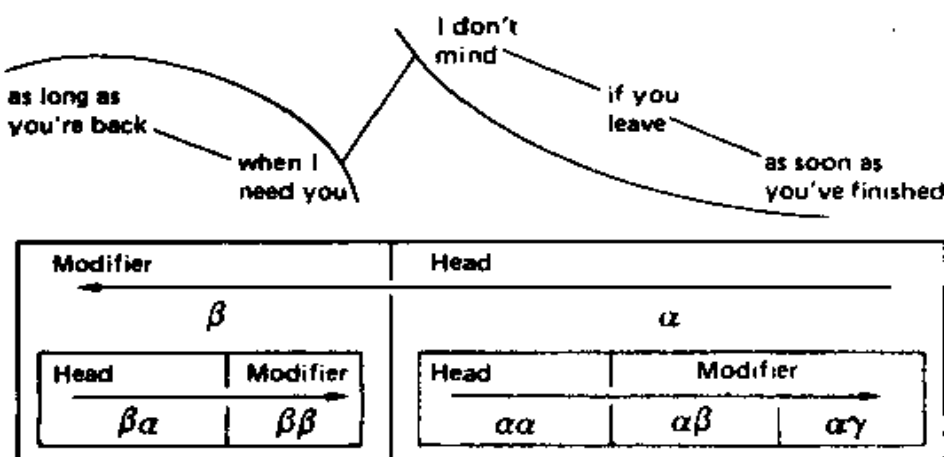 I don't
mind
as long as
you're back
if you
leave
when I
need you
as soon as
you've finished
Modifier Head
β α
Head Modifier Head Modifier
βα ββ αα αβ αγ